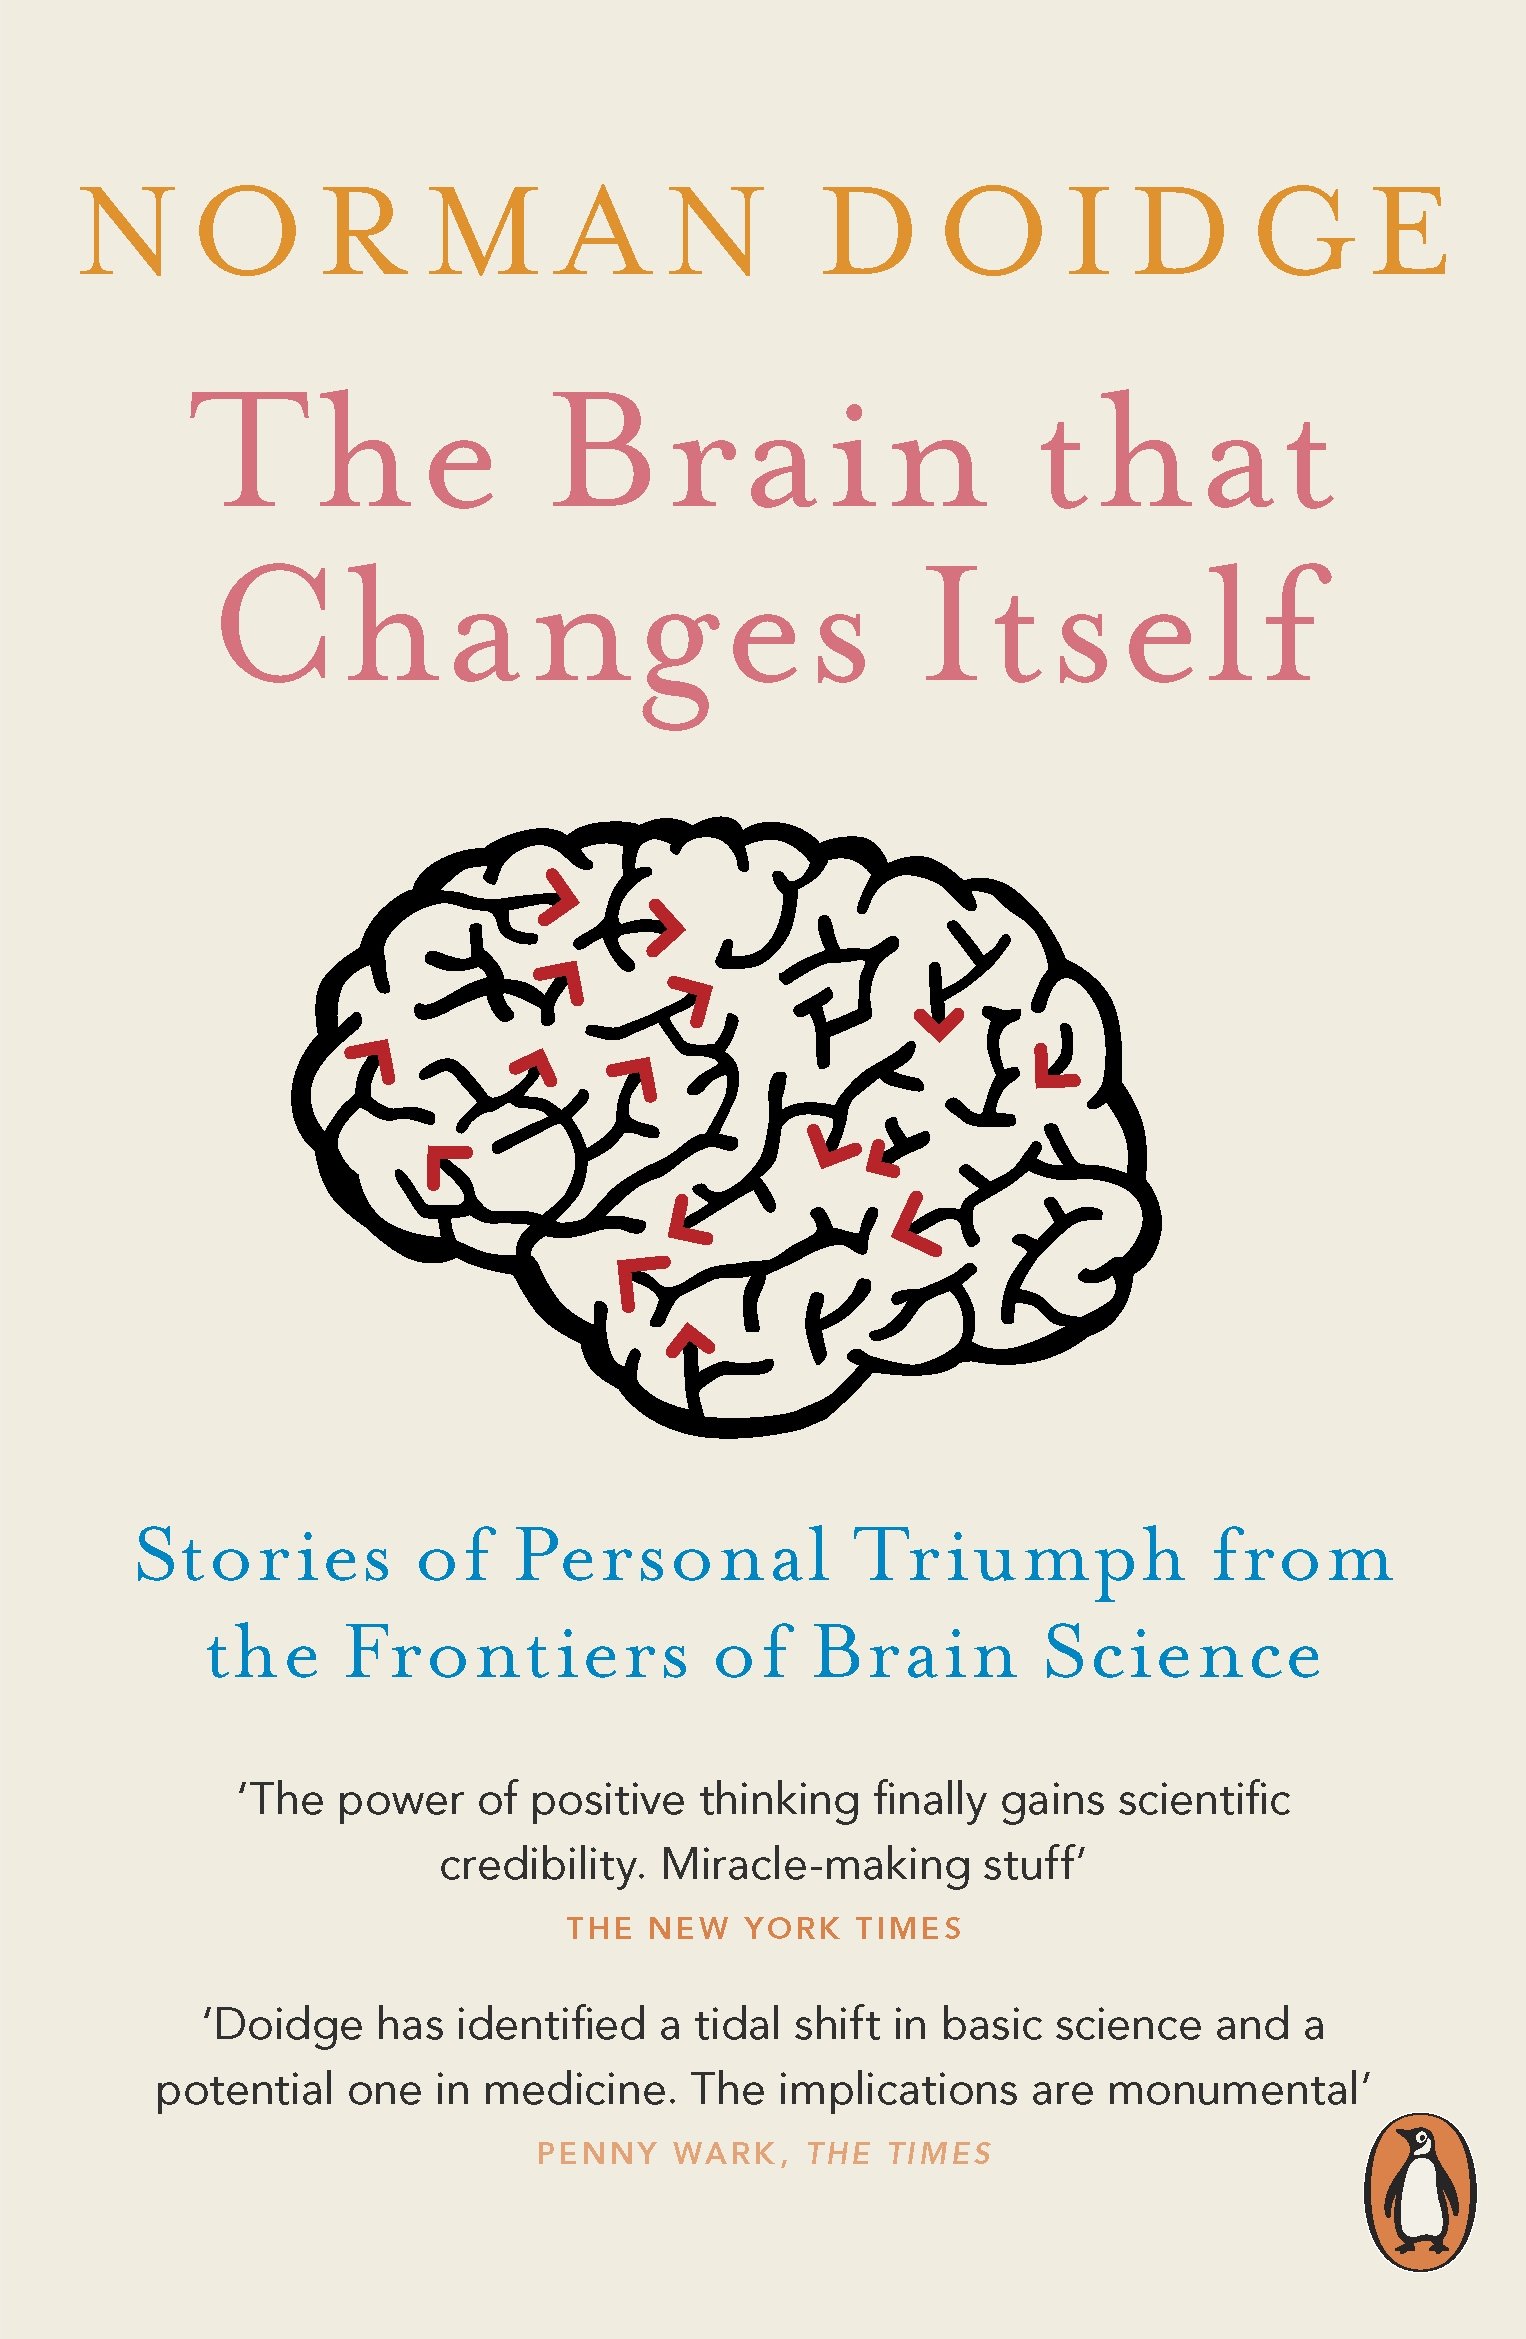 NORMAN DOIDGE
The Brain that
Changes Itself
Stories of Personal Triumph from
the Frontiers of Brain Science
‘The power of positive thinking finally gains scientific
credibility. Miracle-making stuff’
THE NEW YORK TIMES
‘Doidge has identified a tidal shift in basic science and a
potential one in medicine. The implications are monumental’
PENNY WARK, THE TIMES